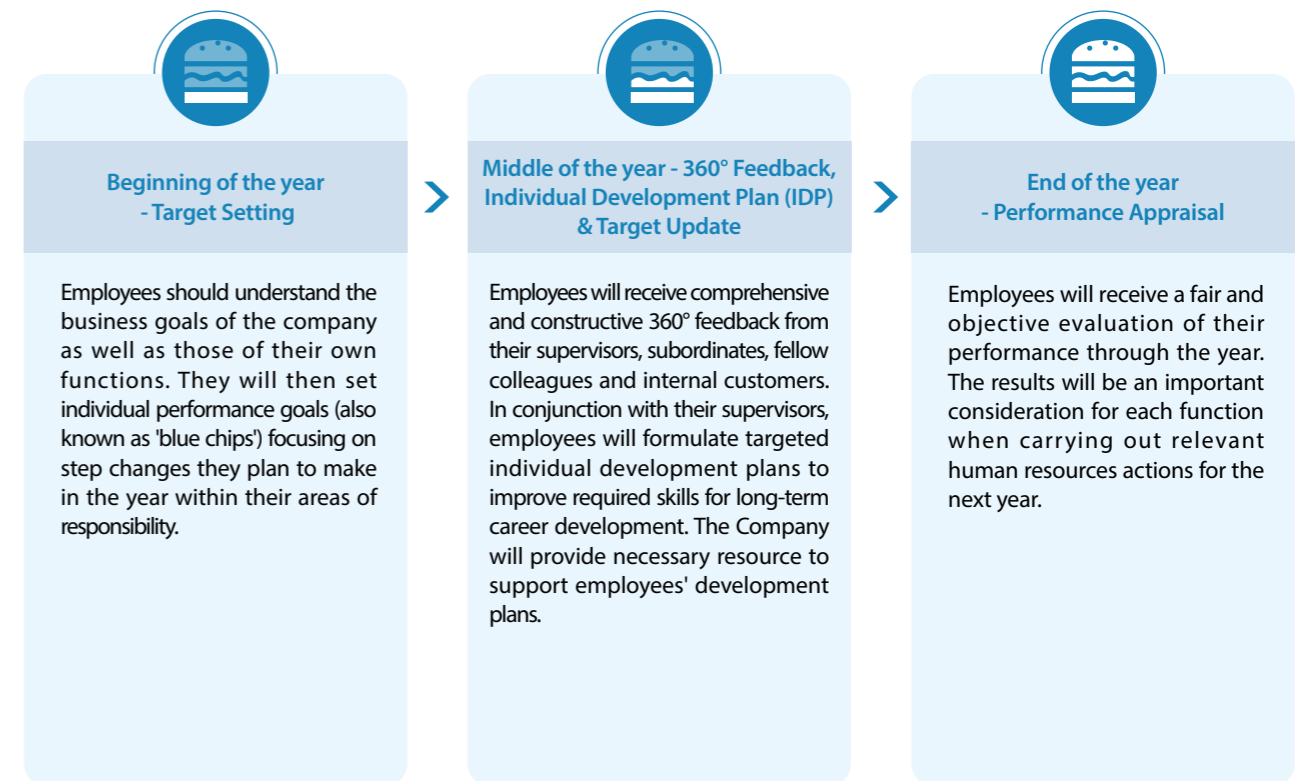 Beginning of the year
- Target Setting
Employees should understand the
business goals of the company
as well as those of their own
functions. They will then set
individual performance goals (also
known as 'blue chips') focusing on
step changes they plan to make
in the year within their areas of
responsibility.
Middle of the year - 360° Feedback,
Individual Development Plan (IDP)
& Target Update
Employees will receive comprehensive
and constructive 360° feedback from
their supervisors, subordinates, fellow
colleagues and internal customers.
In conjunction with their supervisors,
employees will formulate targeted
individual development plans to
improve required skills for long-term
career development. The Company
will provide necessary resource to
support employees' development
plans.
End of the year
- Performance Appraisal
Employees will receive a fair and
objective evaluation of their
performance through the year.
The results will be an important
consideration for each function
when carrying out relevant
human resources actions for the
next year.